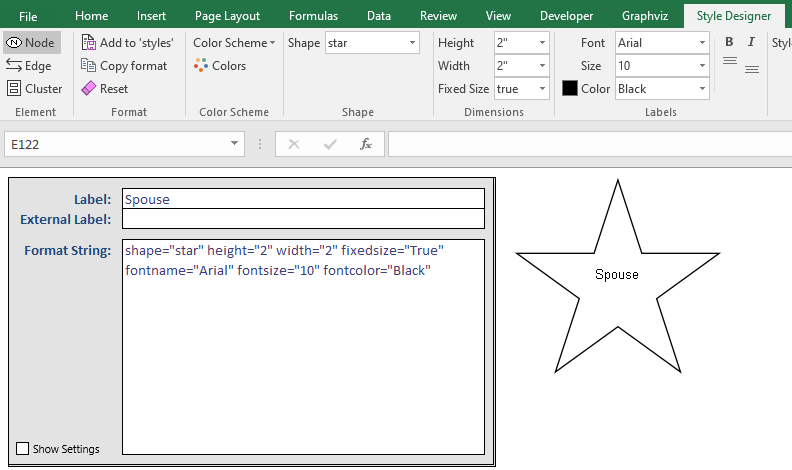 File Home Insert Page Layout Formulas Data Review View Developer Graphviz Style Designer
Node Add to 'styles' Color Scheme Shape star Height 2" Font Arial B I
Edge Copy format Colors Width 2" Size 10
Cluster Reset Fixed Size true Color Black
Element Format Color Scheme Shape Dimensions Labels
E122 fx
Label: Spouse
External Label:
Format String: shape="star" height="2" width="2" fixedsize="True"
fontname="Arial" fontsize="10" fontcolor="Black"
Spouse
Show Settings